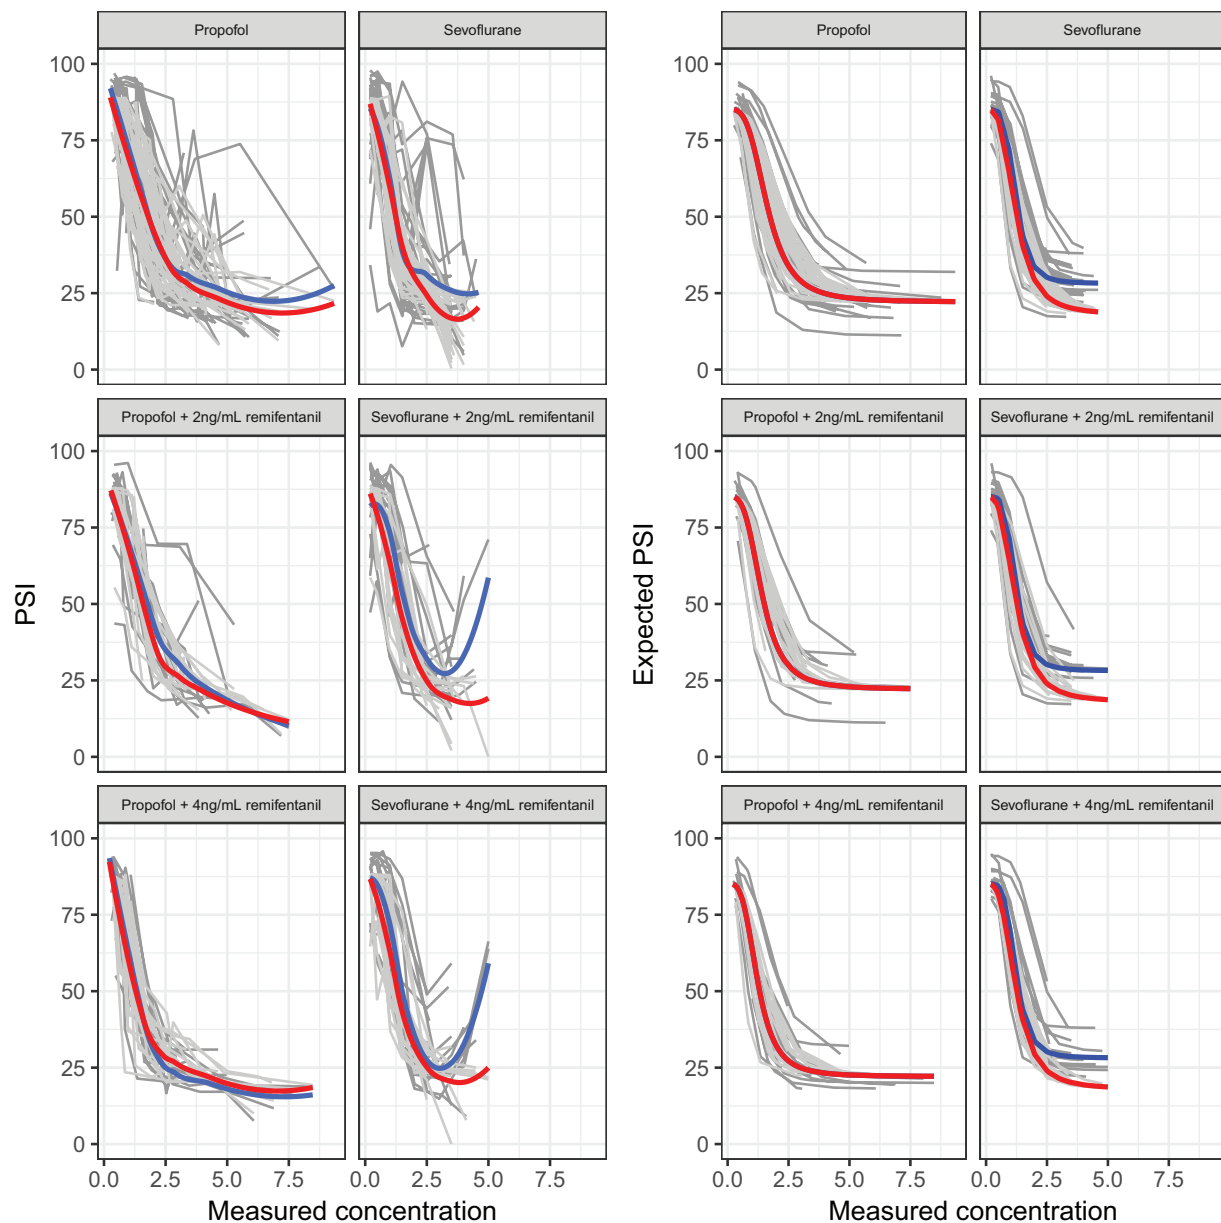 Propofol
Sevoflurane
Propofol
Sevoflurane
100
75
50
25
0
100
75
50
25
0
Propofol + 2ng/mL remifentanil
Sevoflurane + 2ng/mL remifentanil
Propofol + 2ng/mL remifentanil
Sevoflurane + 2ng/mL remifentanil
100
75
50
25
0
100
75
50
25
0
PSI
Expected PSI
Propofol + 4ng/mL remifentanil
Sevoflurane + 4ng/mL remifentanil
Propofol + 4ng/mL remifentanil
Sevoflurane + 4ng/mL remifentanil
100
75
50
25
0
100
75
50
25
0
0.0 2.5 5.0 7.5
0.0 2.5 5.0 7.5
0.0 2.5 5.0 7.5
0.0 2.5 5.0 7.5
Measured concentration
Measured concentration